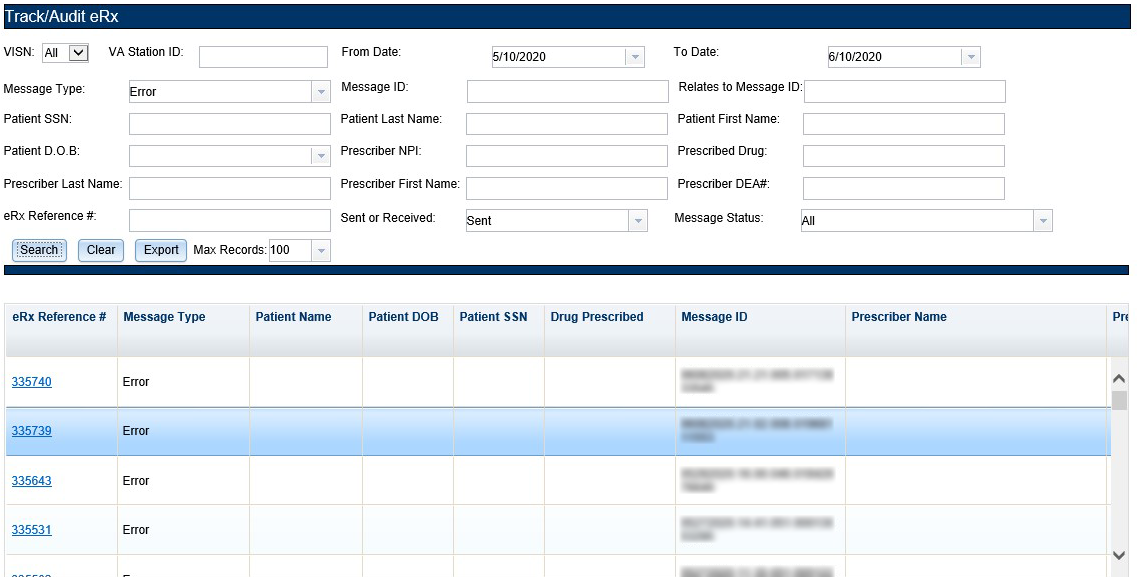 Track/Audit eRx
VISN: All VA Station ID: From Date: 5/10/2020 To Date: 6/10/2020
Message Type: Error Message ID: Relates to Message ID:
Patient SSN: Patient Last Name: Patient First Name:
Patient D.O.B: Prescriber NPI: Prescribed Drug:
Prescriber Last Name: Prescriber First Name: Prescriber DEA#:
eRx Reference #: Sent or Received: Sent Message Status: All
Search Clear Export Max Records: 100
eRx Reference # Message Type Patient Name Patient DOB Patient SSN Drug Prescribed Message ID Prescriber Name
335740 Error
335739 Error
335643 Error
335531 Error